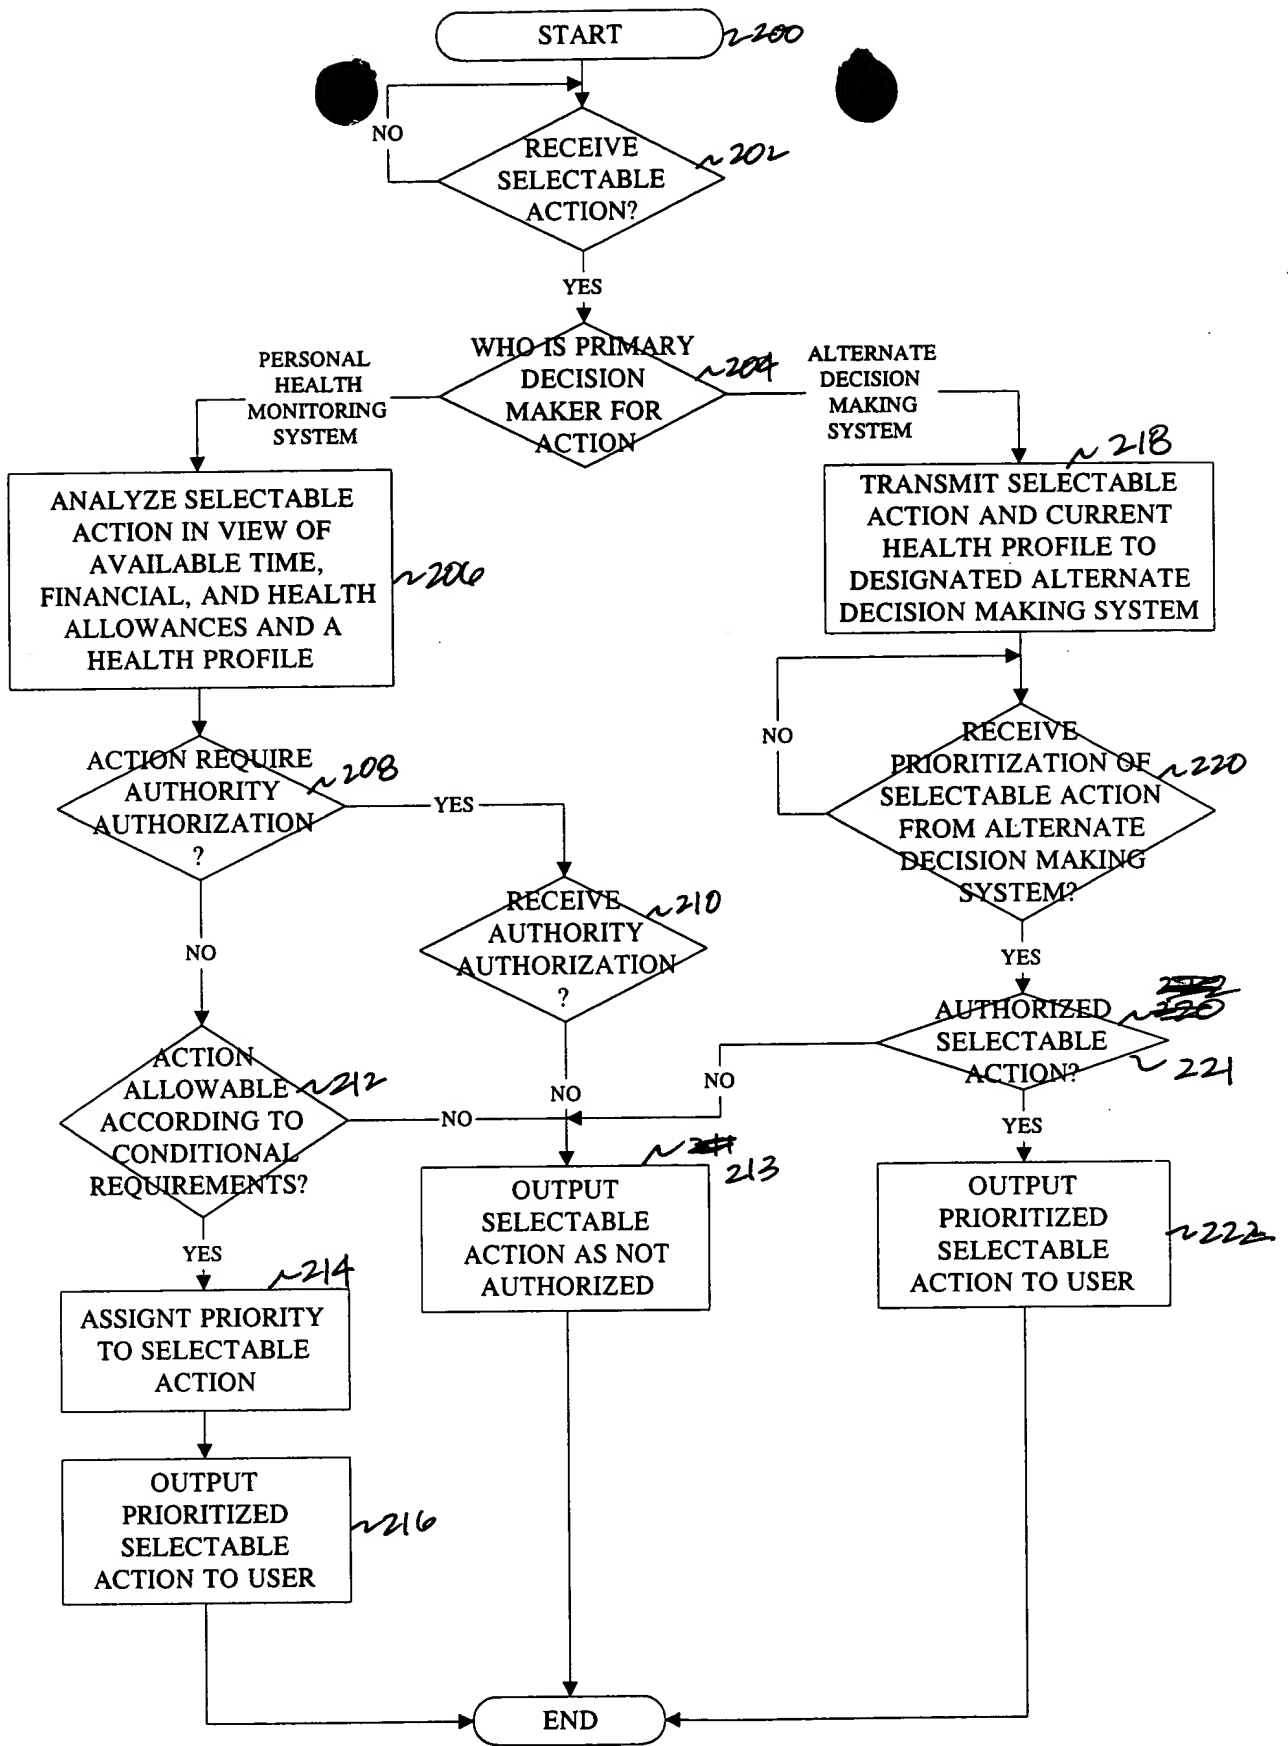 START
~200
NO
RECEIVE
SELECTABLE
ACTION?
~202
YES
WHO IS PRIMARY
DECISION
MAKER FOR
ACTION
~204
PERSONAL
HEALTH
MONITORING
SYSTEM
ALTERNATE
DECISION
MAKING
SYSTEM
ANALYZE SELECTABLE
ACTION IN VIEW OF
AVAILABLE TIME,
FINANCIAL, AND HEALTH
ALLOWANCES AND A
HEALTH PROFILE
~206
~218
TRANSMIT SELECTABLE
ACTION AND CURRENT
HEALTH PROFILE TO
DESIGNATED ALTERNATE
DECISION MAKING SYSTEM
ACTION REQUIRE
AUTHORITY
AUTHORIZATION
?
~208
YES
NO
RECEIVE
PRIORITIZATION OF
SELECTABLE ACTION
FROM ALTERNATE
DECISION MAKING
SYSTEM?
~220
NO
RECEIVE
AUTHORITY
AUTHORIZATION
?
~210
YES
NO
AUTHORIZED
SELECTABLE
ACTION?
~220
~221
NO
YES
ACTION
ALLOWABLE
ACCORDING TO
CONDITIONAL
REQUIREMENTS?
~212
NO
YES
~213
OUTPUT
SELECTABLE
ACTION AS NOT
AUTHORIZED
OUTPUT
PRIORITIZED
SELECTABLE
ACTION TO USER
~222
~214
ASSIGNT PRIORITY
TO SELECTABLE
ACTION
OUTPUT
PRIORITIZED
SELECTABLE
ACTION TO USER
~216
END